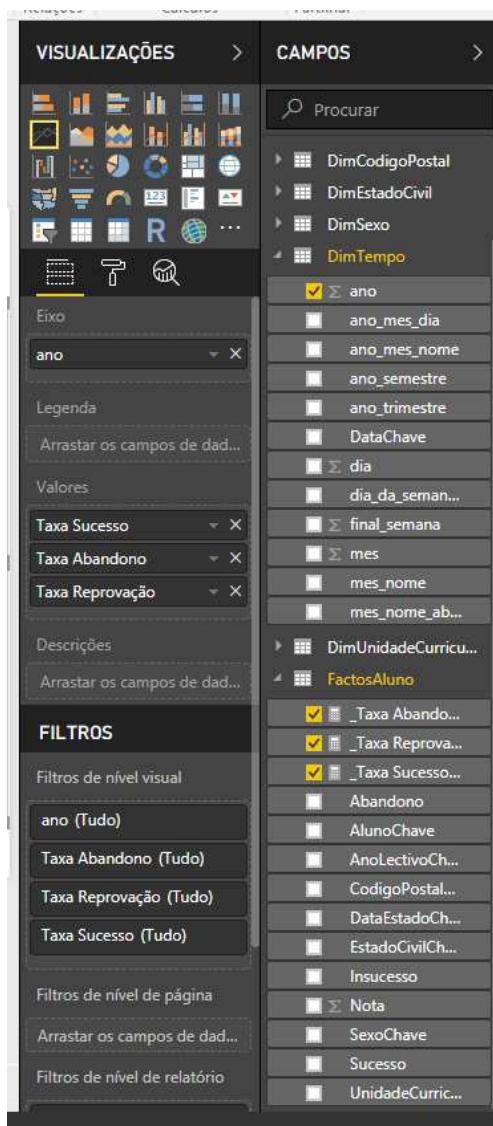 Relações Cálculos Partilhar
VISUALIZAÇÕES
123
R
Eixo
ano
Legenda
Arrastar os campos de dad...
Valores
Taxa Sucesso
Taxa Abandono
Taxa Reprovação
Descrições
Arrastar os campos de dad...
FILTROS
Filtros de nível visual
ano (Tudo)
Taxa Abandono (Tudo)
Taxa Reprovação (Tudo)
Taxa Sucesso (Tudo)
Filtros de nível de página
Arrastar os campos de dad...
Filtros de nível de relatório
CAMPOS
Procurar
DimCodigoPostal
DimEstadoCivil
DimSexo
DimTempo
Σ ano
ano_mes_dia
ano_mes_nome
ano_semestre
ano_trimestre
DataChave
Σ dia
dia_da_seman...
Σ final_semana
Σ mes
mes_nome
mes_nome_ab...
DimUnidadeCurricu...
FactosAluno
_Taxa Abando...
_Taxa Reprova...
_Taxa Sucesso...
Abandono
AlunoChave
AnoLectivoCh...
CodigoPostal...
DataEstadoCh...
EstadoCivilCh...
Insucesso
Σ Nota
SexoChave
Sucesso
UnidadeCurric...